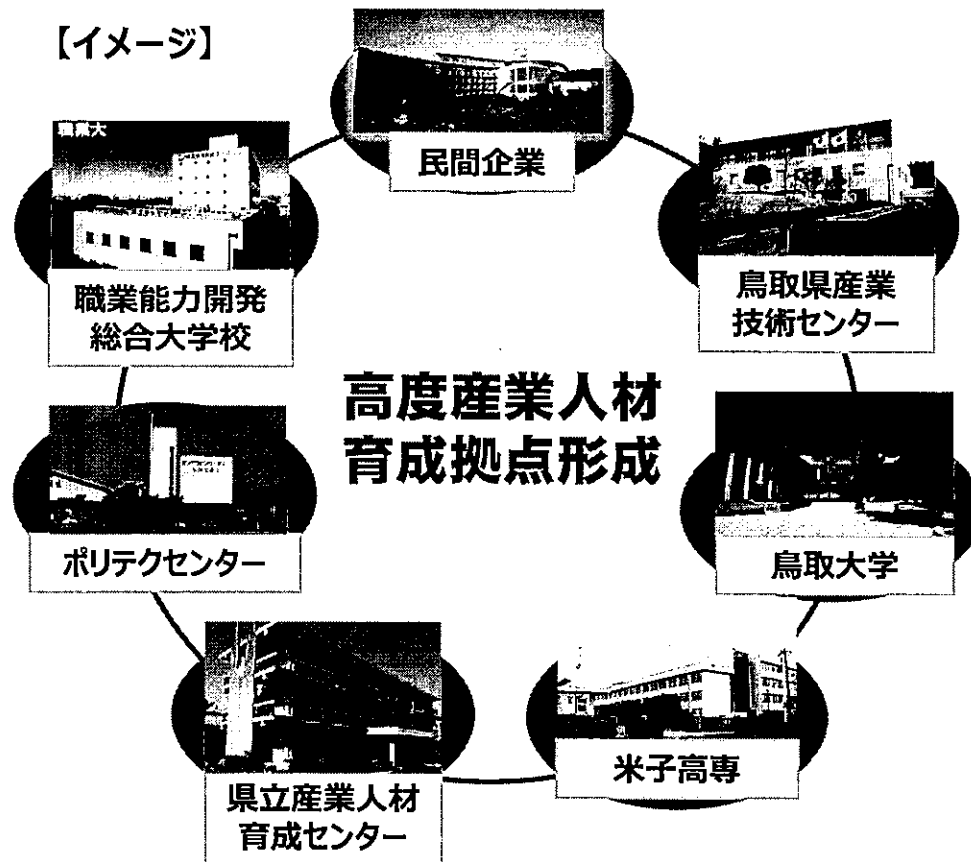 【イメージ】
民間企業
職業大
職業能力開発
総合大学校
鳥取県産業
技術センター
高度産業人材
育成拠点形成
ポリテクセンター
鳥取大学
県立産業人材
育成センター
米子高専